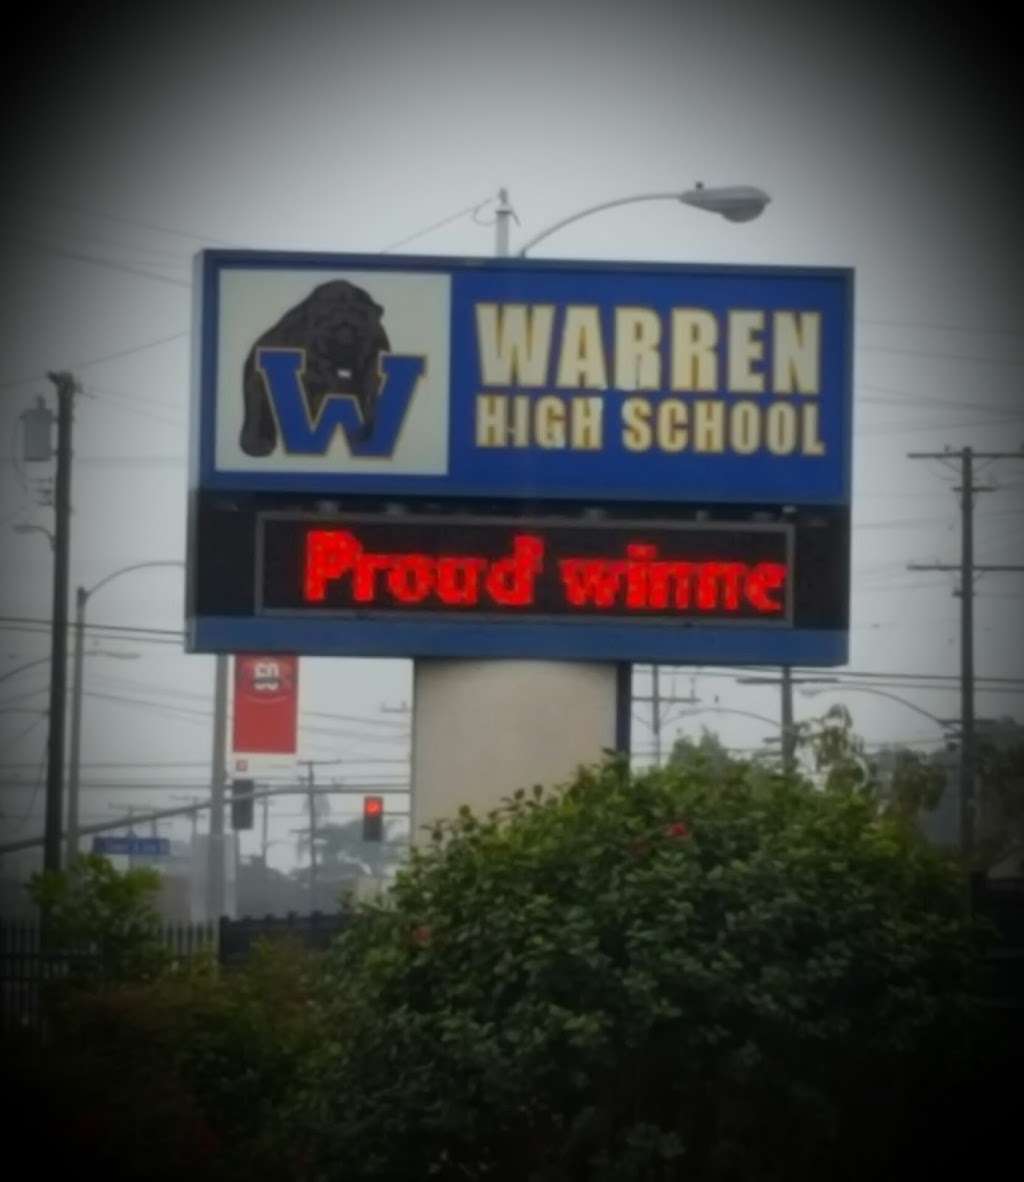 W
WARREN
HIGH SCHOOL
Proud winne